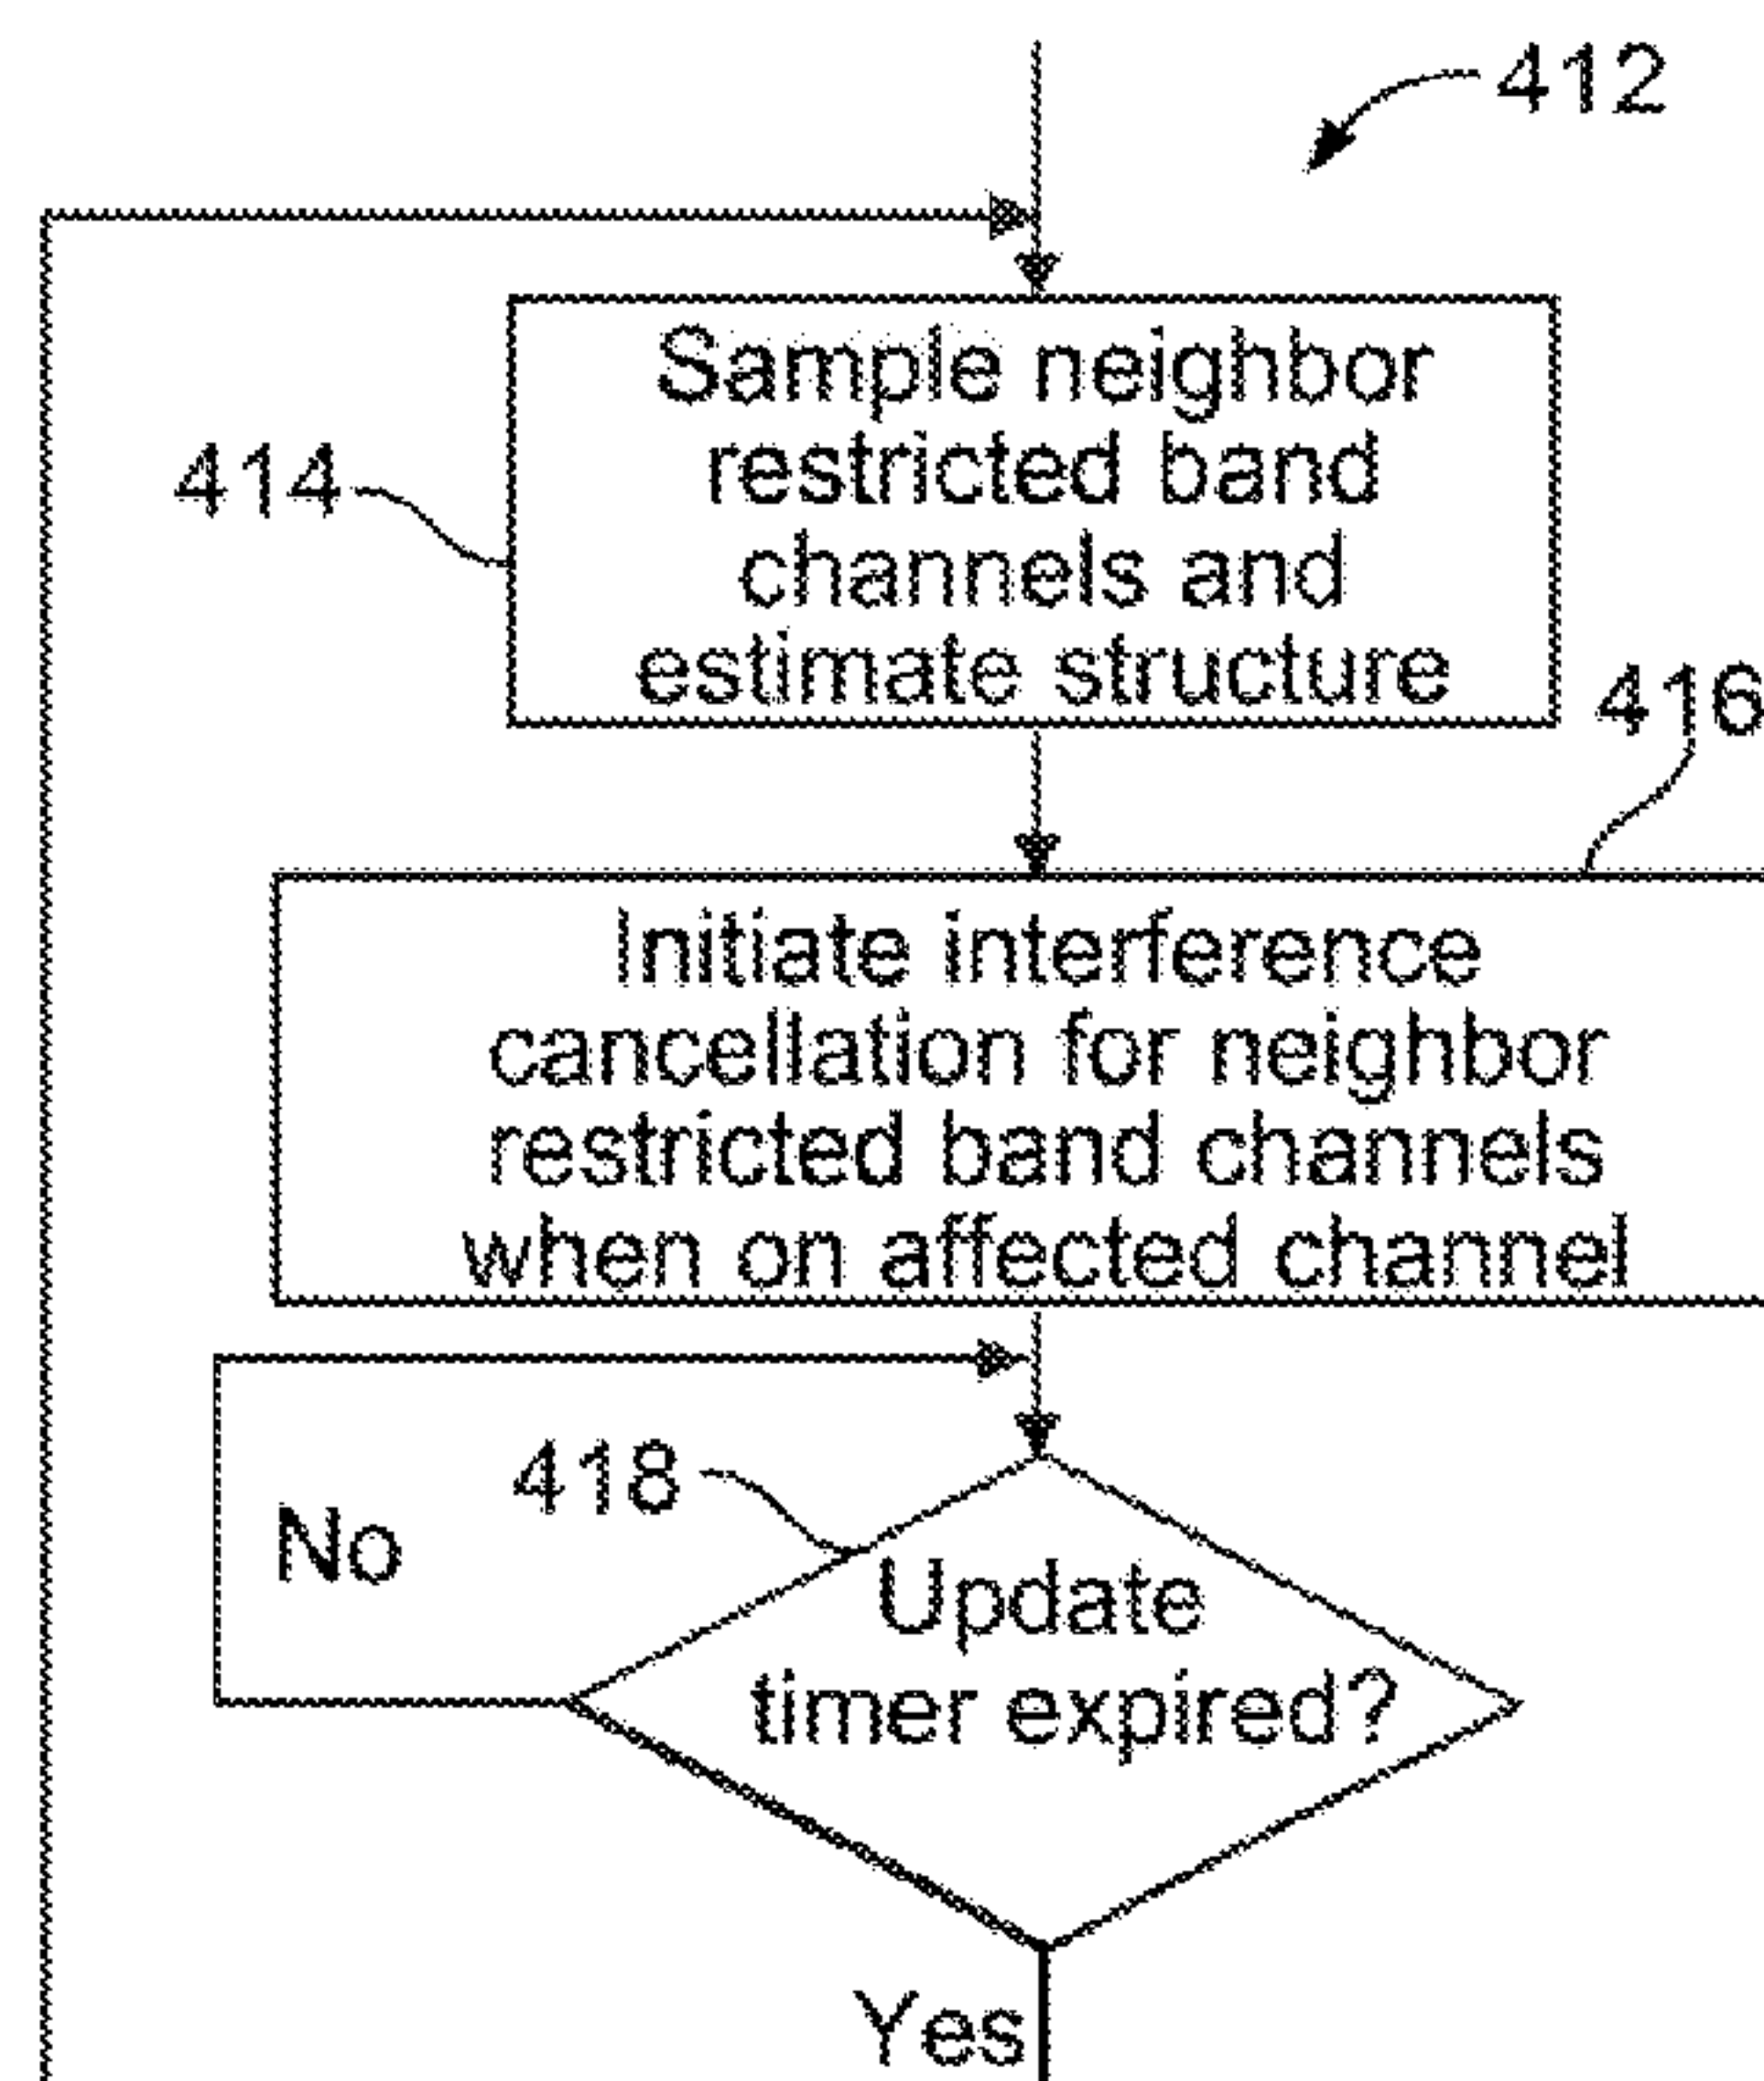 412
Sample neighbor
restricted band
channels and
estimate structure
414
416
Initiate interference
cancellation for neighbor
restricted band channels
when on affected channel
418
No
Update
timer expired?
Yes